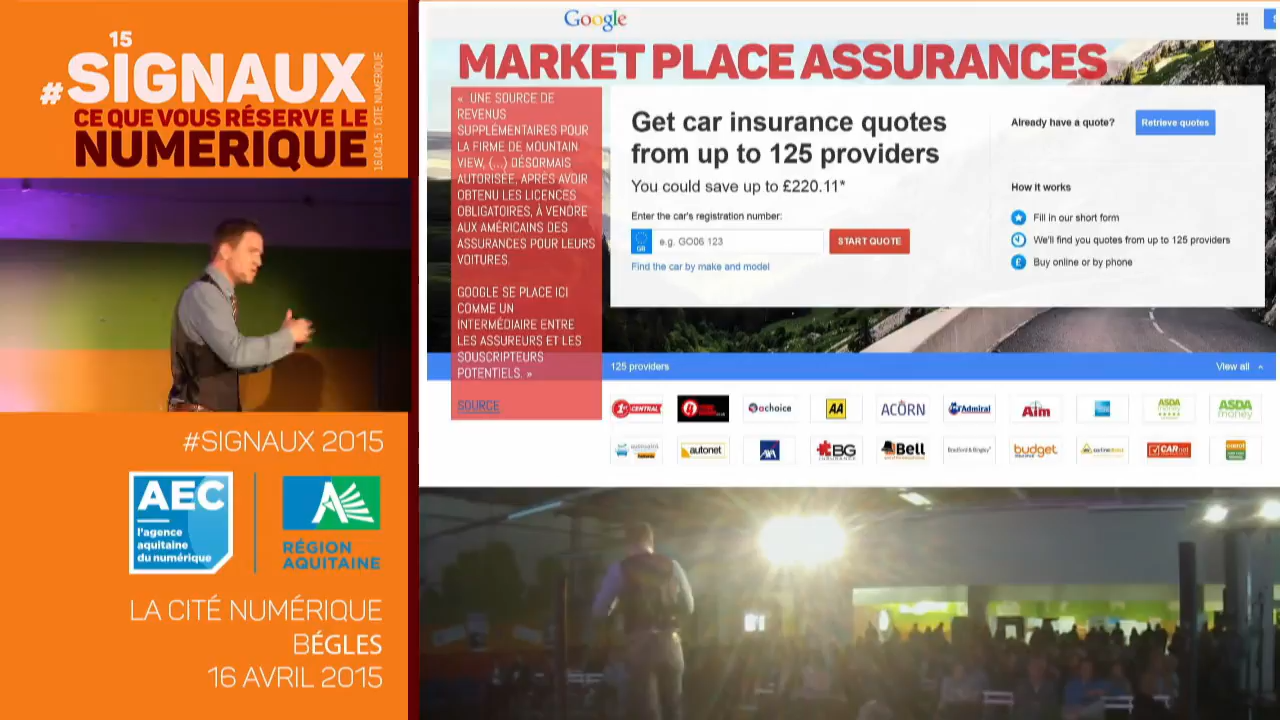 15
#SIGNAUX
CE QUE VOUS RÉSERVE LE
NUMERIQUE
16.04.15 | CITÉ NUMÉRIQUE
#SIGNAUX 2015
AEC
l'agence
aquitaine
du numérique
RÉGION
AQUITAINE
LA CITÉ NUMÉRIQUE
BÉGLES
16 AVRIL 2015
Google
MARKET PLACE ASSURANCES
« UNE SOURCE DE
REVENUS
SUPPLÉMENTAIRES POUR
LA FIRME DE MOUNTAIN
VIEW, (...) DÉSORMAIS
AUTORISÉE, APRÈS AVOIR
OBTENU LES LICENCES
OBLIGATOIRES, À VENDRE
AUX AMÉRICAINS DES
ASSURANCES POUR LEURS
VOITURES.
GOOGLE SE PLACE ICI
COMME UN
INTERMÉDIAIRE ENTRE
LES ASSUREURS ET LES
SOUSCRIPTEURS
POTENTIELS. »
SOURCE
Get car insurance quotes
from up to 125 providers
You could save up to £220.11*
Enter the car's registration number:
GB
e.g. GO06 123
START QUOTE
Find the car by make and model
Already have a quote?
Retrieve quotes
How it works
Fill in our short form
We'll find you quotes from up to 125 providers
£
Buy online or by phone
125 providers
View all
1ST CENTRAL
4
achoice
AA
ACORN
Admiral
Aim
ASDA
money
ASDA
money
autonet
AXA
BG
INSURANCE
Bell
Bradford & Bingley
budget
CAR